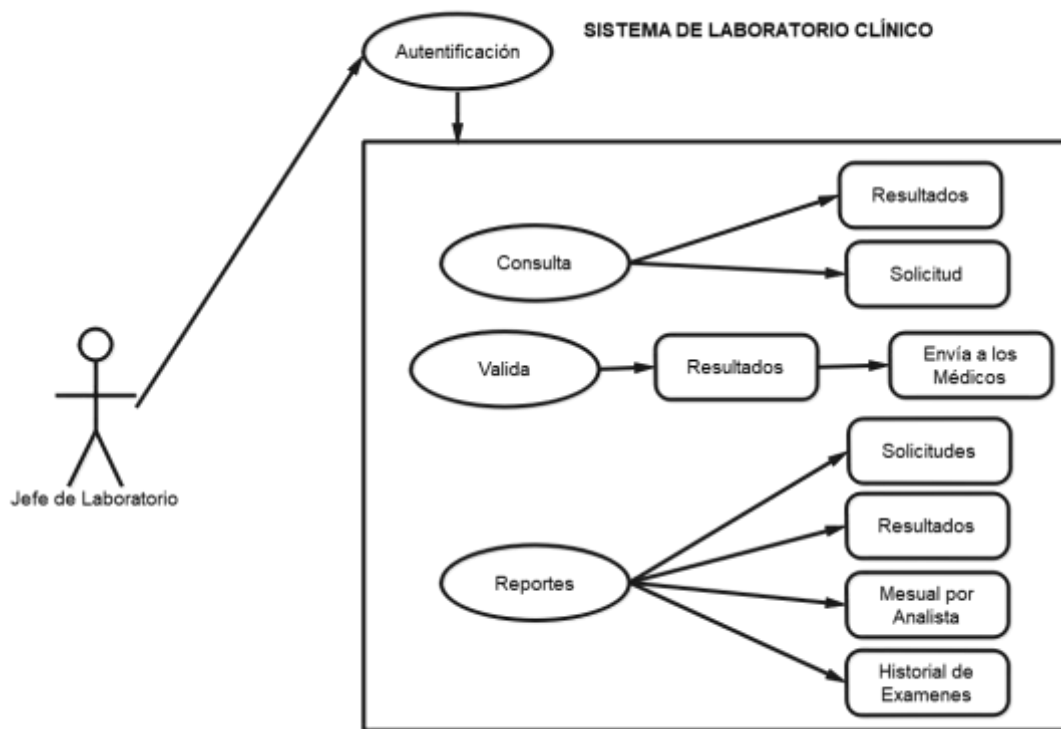 SISTEMA DE LABORATORIO CLÍNICO
Autentificación
Resultados
Consulta
Solicitud
Valida
Resultados
Envía a los
Médicos
Solicitudes
Resultados
Reportes
Mesual por
Analista
Historial de
Examenes
Jefe de Laboratorio